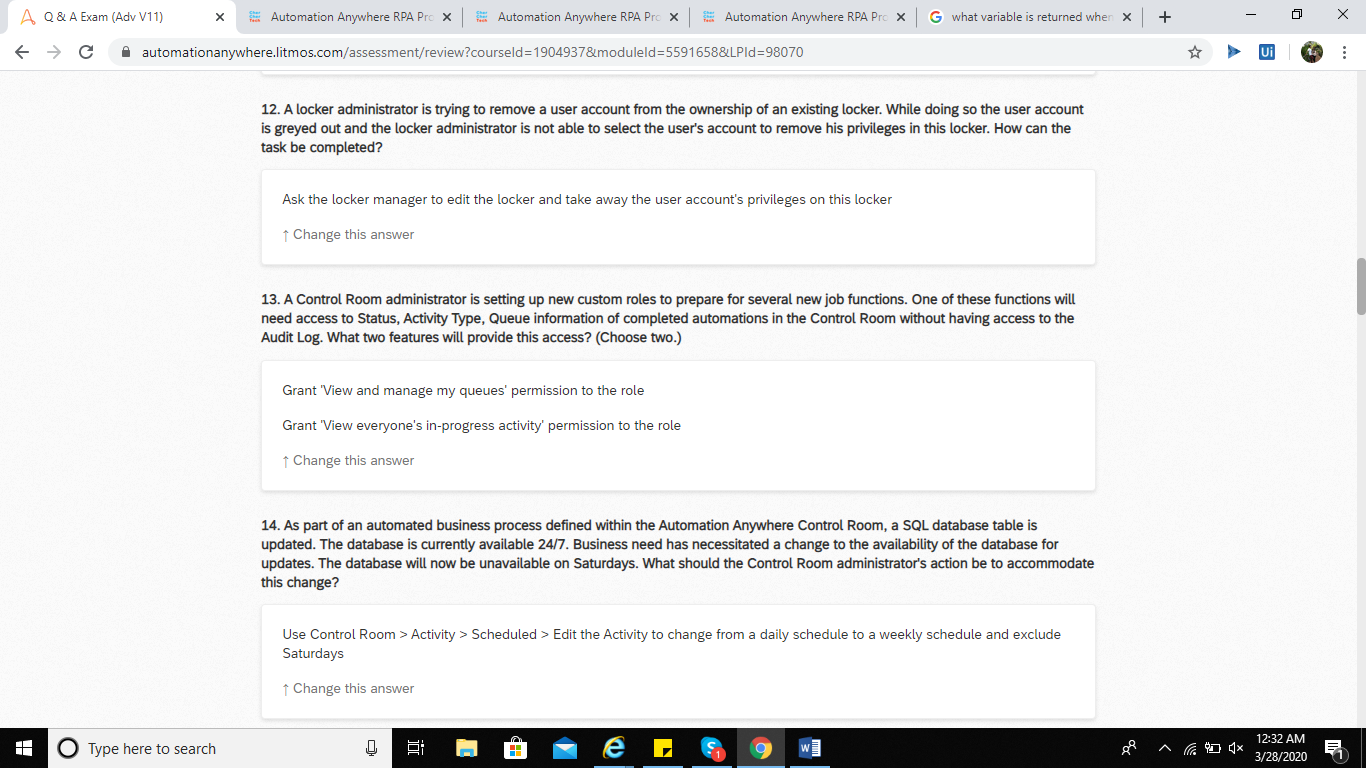 Q & A Exam (Adv V11)
Automation Anywhere RPA Pro
Automation Anywhere RPA Pro
Automation Anywhere RPA Pro
what variable is returned when
automationanywhere.litmos.com/assessment/review?courseId=1904937&moduleId=5591658&LPId=98070
12. A locker administrator is trying to remove a user account from the ownership of an existing locker. While doing so the user account
is greyed out and the locker administrator is not able to select the user's account to remove his privileges in this locker. How can the
task be completed?
Ask the locker manager to edit the locker and take away the user account's privileges on this locker
↑ Change this answer
13. A Control Room administrator is setting up new custom roles to prepare for several new job functions. One of these functions will
need access to Status, Activity Type, Queue information of completed automations in the Control Room without having access to the
Audit Log. What two features will provide this access? (Choose two.)
Grant 'View and manage my queues' permission to the role
Grant 'View everyone's in-progress activity' permission to the role
↑ Change this answer
14. As part of an automated business process defined within the Automation Anywhere Control Room, a SQL database table is
updated. The database is currently available 24/7. Business need has necessitated a change to the availability of the database for
updates. The database will now be unavailable on Saturdays. What should the Control Room administrator's action be to accommodate
this change?
Use Control Room > Activity > Scheduled > Edit the Activity to change from a daily schedule to a weekly schedule and exclude
Saturdays
↑ Change this answer
Type here to search
12:32 AM
3/28/2020